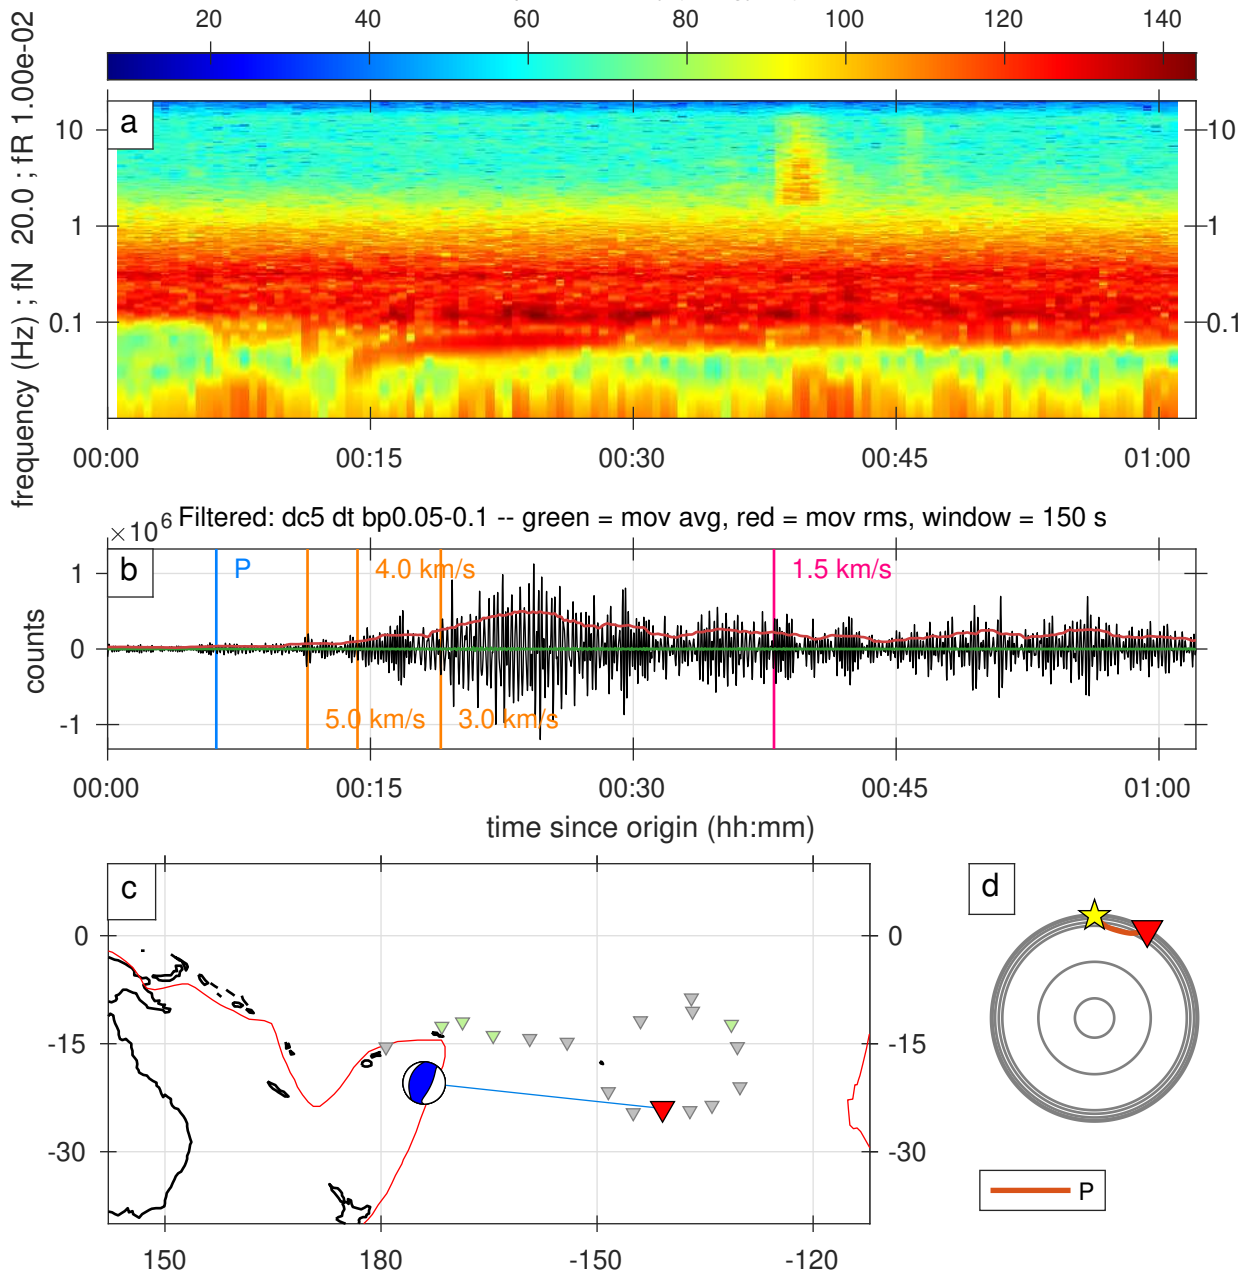 20 40 60 80 100 120 140
a
10 10
1 1
0.1 0.1
frequency (Hz) ; fN 20.0 ; fR 1.00e-02
00:00 00:15 00:30 00:45 01:00
×10⁶ Filtered: dc5 dt bp0.05-0.1 -- green = mov avg, red = mov rms, window = 150 s
b
P 4.0 km/s 1.5 km/s
1
0
5.0 km/s 3.0 km/s
-1
counts
00:00 00:15 00:30 00:45 01:00
time since origin (hh:mm)
c
d
0 0
-15 -15
-30 -30
150 180 -150 -120
P